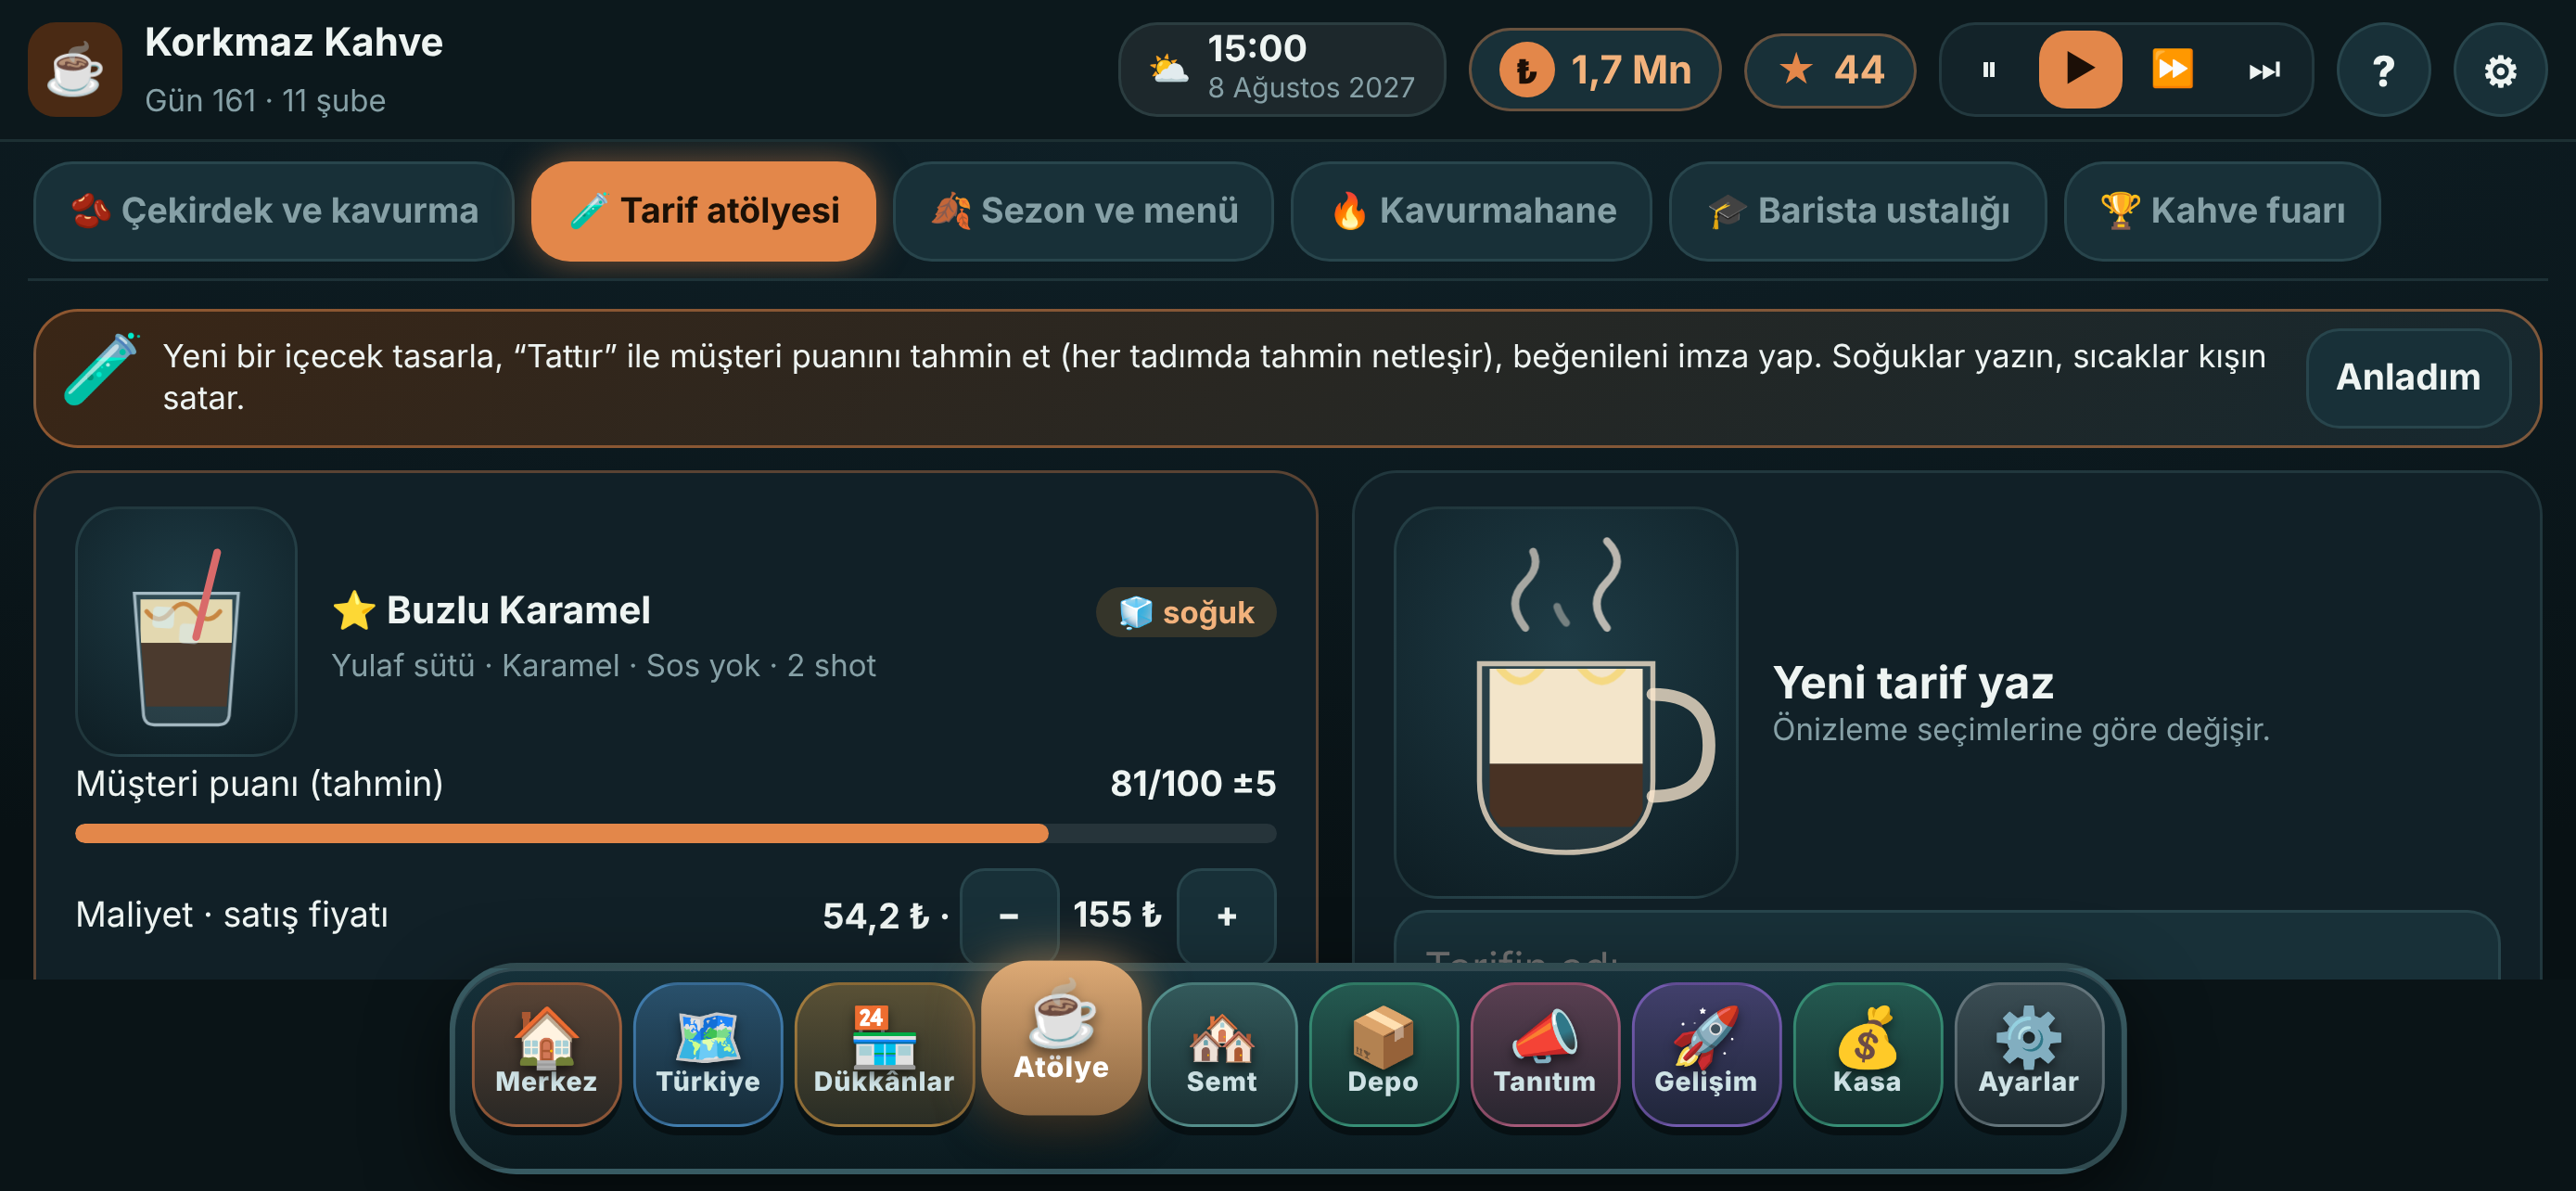 Korkmaz Kahve
Gün 161 · 11 şube
15:00
8 Ağustos 2027
₺ 1,7 Mn
★ 44
?
Çekirdek ve kavurma
Tarif atölyesi
Sezon ve menü
Kavurmahane
Barista ustalığı
Kahve fuarı
Yeni bir içecek tasarla, “Tattır” ile müşteri puanını tahmin et (her tadımda tahmin netleşir), beğenileni imza yap. Soğuklar yazın, sıcaklar kışın
satar.
Anladım
Buzlu Karamel
soğuk
Yulaf sütü · Karamel · Sos yok · 2 shot
Müşteri puanı (tahmin)
81/100 ±5
Maliyet · satış fiyatı
54,2 ₺ · − 155 ₺ +
Yeni tarif yaz
Önizleme seçimlerine göre değişir.
Tarifin adı
Merkez
Türkiye
24
Dükkânlar
Atölye
Semt
Depo
Tanıtım
Gelişim
Kasa
Ayarlar